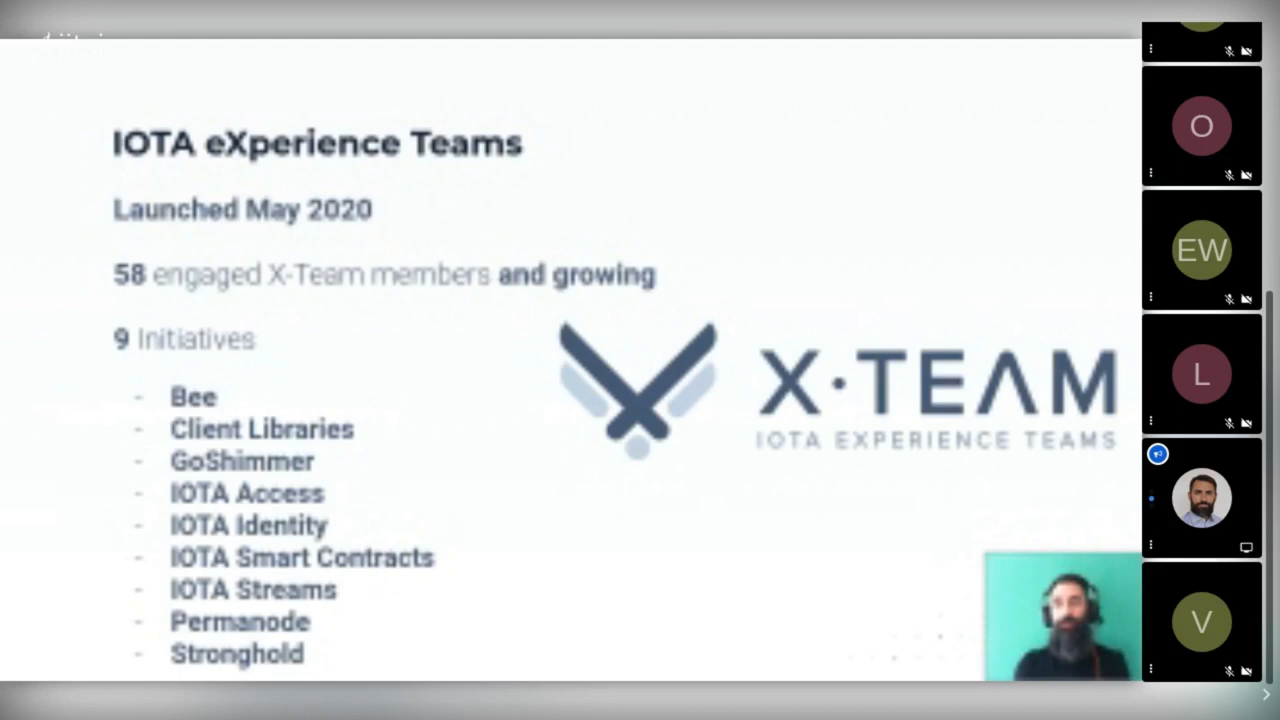 IOTA eXperience Teams
Launched May 2020
58 engaged X-Team members and growing
9 Initiatives
- Bee
- Client Libraries
- GoShimmer
- IOTA Access
- IOTA Identity
- IOTA Smart Contracts
- IOTA Streams
- Permanode
- Stronghold
X·TEΛM
IOTA EXPERIENCE TEAMS
O
EW
L
V